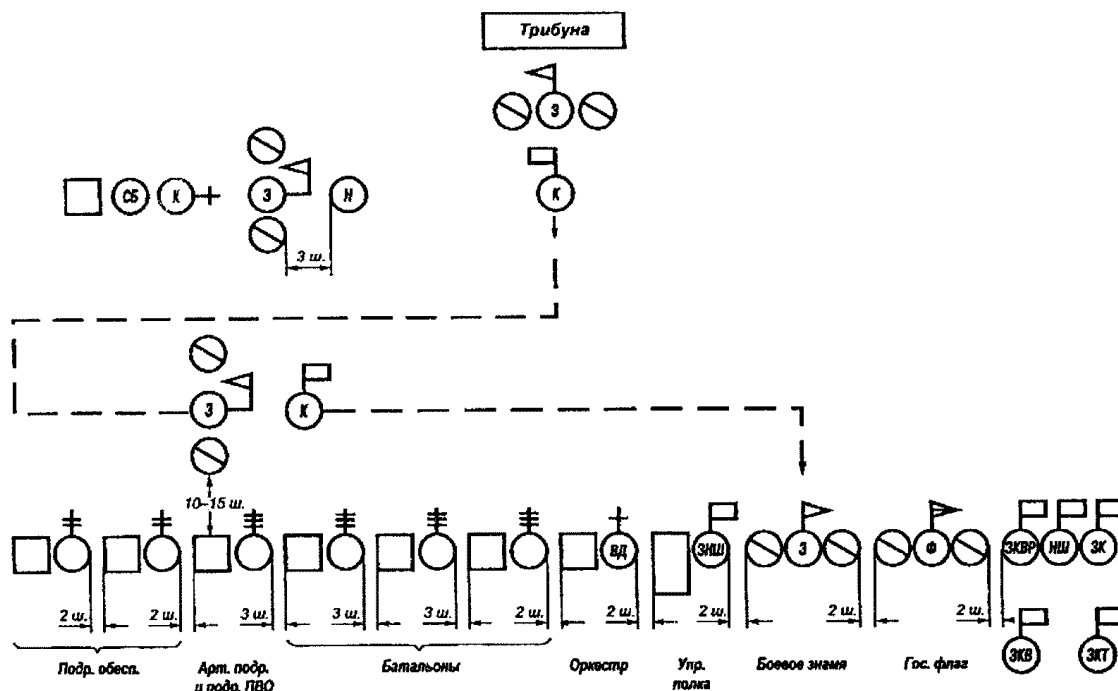 Трибуна
З
К
СБ К З Н
3 ш.
З К
10–15 ш.
ВД ЗНШ З Ф ЗКВР НШ ЗК
2 ш. 2 ш. 3 ш. 3 ш. 3 ш. 2 ш. 2 ш. 2 ш. 2 ш. 2 ш.
ЗКВ ЗКТ
Подр. обесп. Арт. подр. Батальоны Оркестр Упр. Боевое знамя Гос. флаг
и подр. ПВО полка